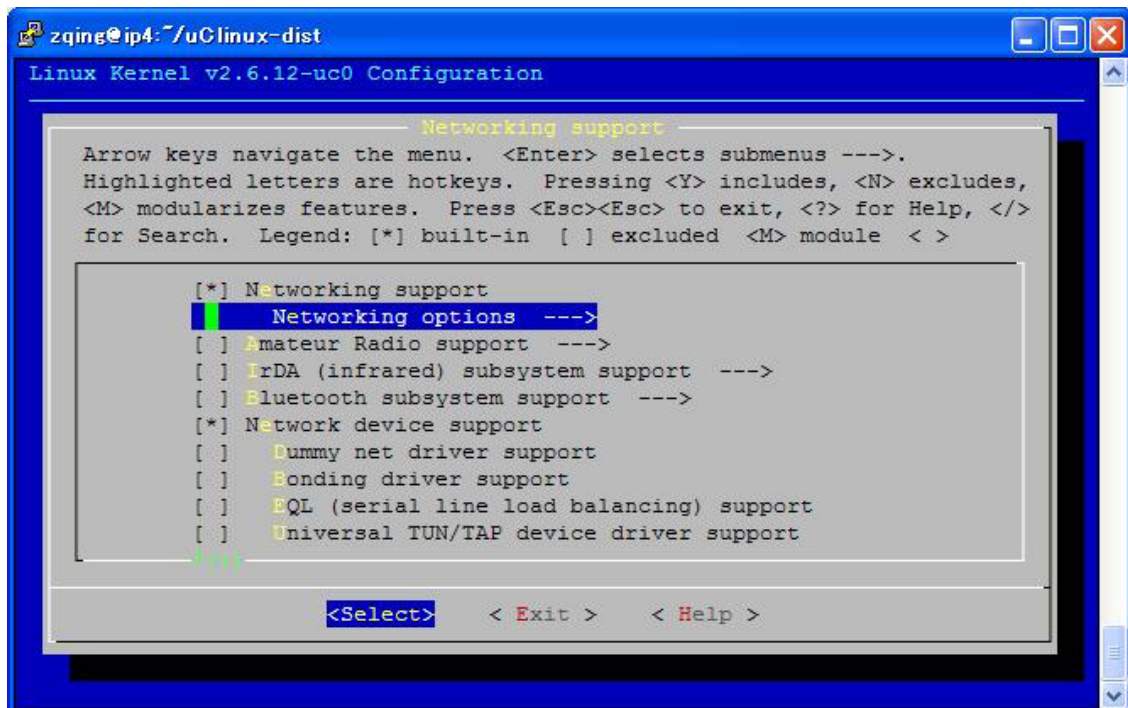 zqing@ip4:~/uClinux-dist
Linux Kernel v2.6.12-uc0 Configuration
Networking support
Arrow keys navigate the menu.  <Enter> selects submenus --->.
Highlighted letters are hotkeys.  Pressing <Y> includes, <N> excludes,
<M> modularizes features.  Press <Esc><Esc> to exit, <?> for Help, </>
for Search.  Legend: [*] built-in  [ ] excluded  <M> module  < >
[*] Networking support
Networking options  --->
[ ] Amateur Radio support  --->
[ ] IrDA (infrared) subsystem support  --->
[ ] Bluetooth subsystem support  --->
[*] Network device support
[ ]   Dummy net driver support
[ ]   Bonding driver support
[ ]   EQL (serial line load balancing) support
[ ]   Universal TUN/TAP device driver support
<Select>    < Exit >    < Help >